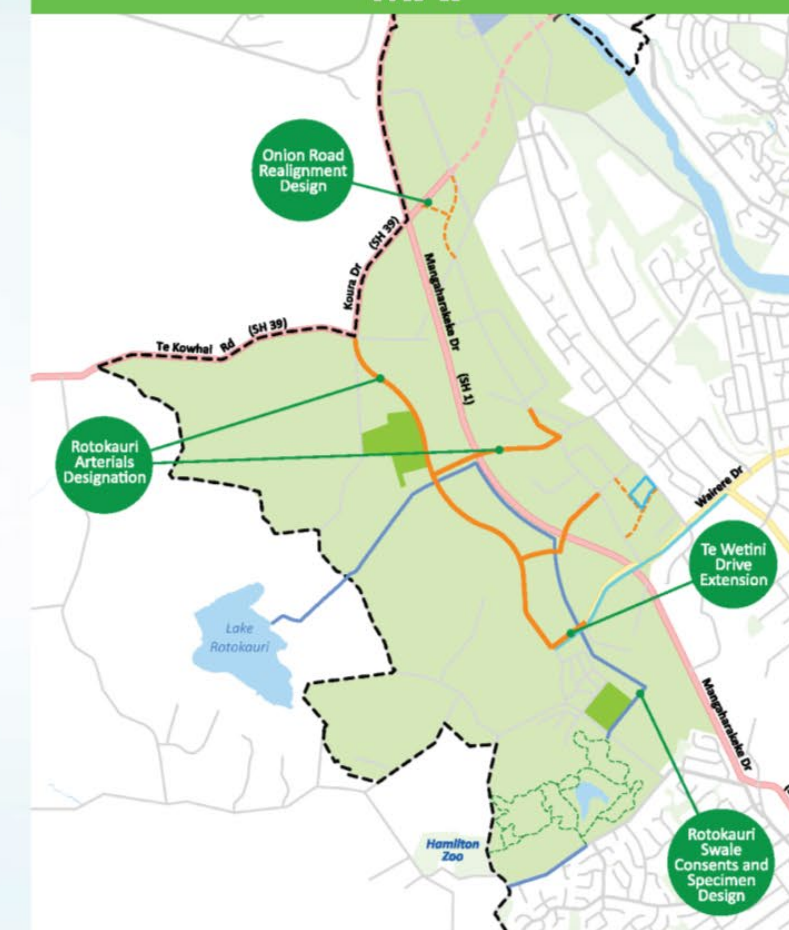 Onion Road
Realignment
Design
(SH 39)
Koura Dr
Mangaharakeke Dr
(SH 39)
Te Kowhai Rd
(SH 1)
Rotokauri
Arterials
Designation
Wairere Dr
Te Wetini
Drive
Extension
Lake
Rotokauri
Mangaharakeke Dr
Hamilton
Zoo
Rotokauri
Swale
Consents and
Specimen
Design